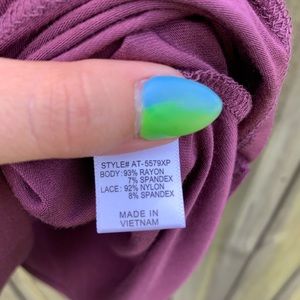 STYLE# AT-5579XP
BODY: 93% RAYON
7% SPANDEX
LACE: 92% NYLON
8% SPANDEX
MADE IN
VIETNAM